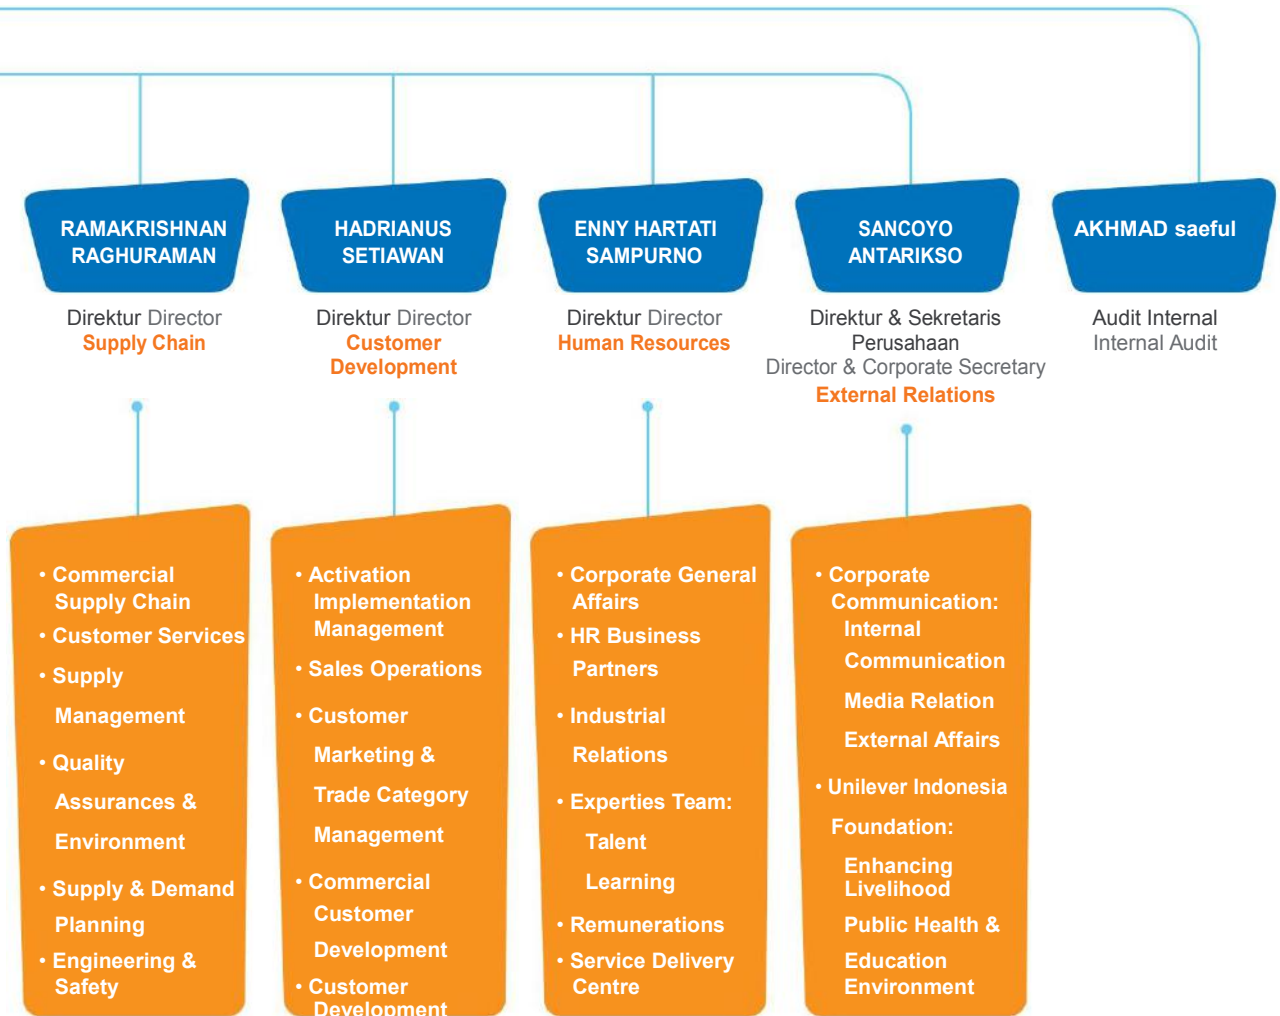 RAMAKRISHNAN
RAGHURAMAN
Direktur Director
Supply Chain
• Commercial
Supply Chain
• Customer Services
• Supply
Management
• Quality
Assurances &
Environment
• Supply & Demand
Planning
• Engineering &
Safety
HADRIANUS
SETIAWAN
Direktur Director
Customer
Development
• Activation
Implementation
Management
• Sales Operations
• Customer
Marketing &
Trade Category
Management
• Commercial
Customer
Development
• Customer
Development
ENNY HARTATI
SAMPURNO
Direktur Director
Human Resources
• Corporate General
Affairs
• HR Business
Partners
• Industrial
Relations
• Experties Team:
Talent
Learning
• Remunerations
• Service Delivery
Centre
SANCOYO
ANTARIKSO
Direktur & Sekretaris
Perusahaan
Director & Corporate Secretary
External Relations
• Corporate
Communication:
Internal
Communication
Media Relation
External Affairs
• Unilever Indonesia
Foundation:
Enhancing
Livelihood
Public Health &
Education
Environment
AKHMAD saeful
Audit Internal
Internal Audit